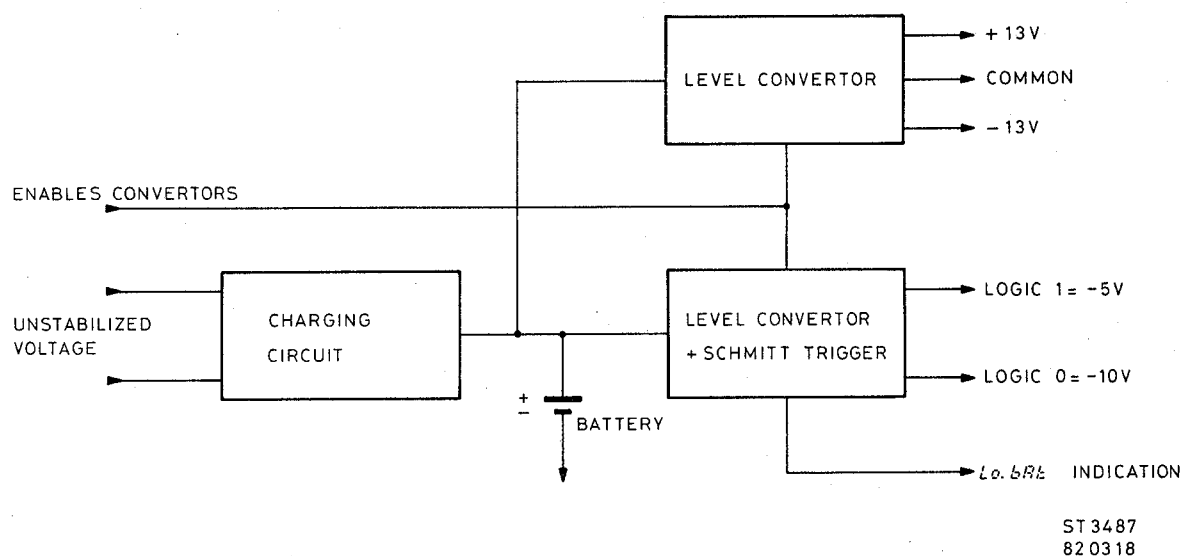 LEVEL CONVERTOR
+ 13V
COMMON
- 13V
ENABLES CONVERTORS
UNSTABILIZED
VOLTAGE
CHARGING
CIRCUIT
LEVEL CONVERTOR
+ SCHMITT TRIGGER
LOGIC 1 = -5V
LOGIC 0 = -10V
+
-
BATTERY
Lo. bAt INDICATION
ST 3487
820318